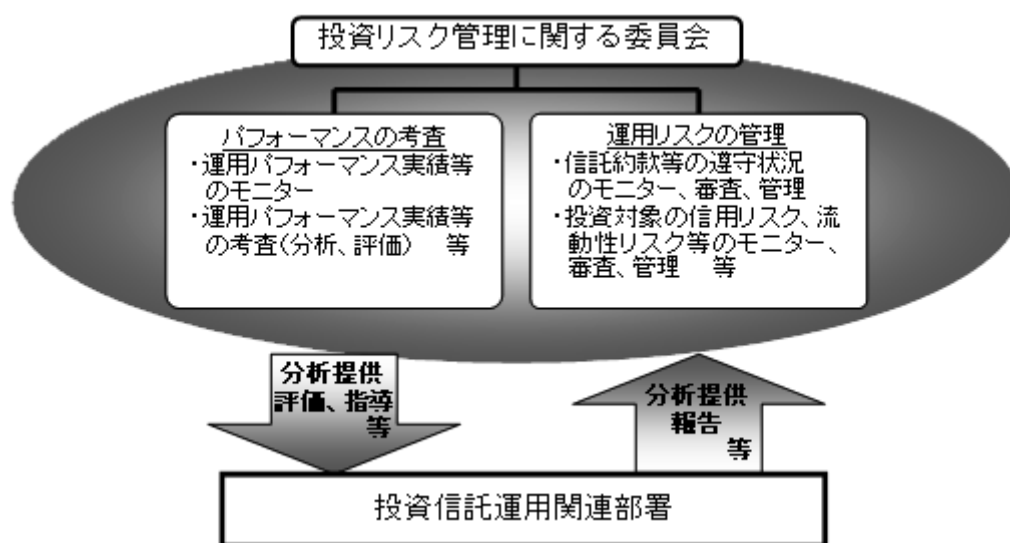 投資リスク管理に関する委員会
パフォーマンスの考査
・運用パフォーマンス実績等
のモニター
・運用パフォーマンス実績等
の考査(分析、評価) 等
運用リスクの管理
・信託約款等の遵守状況
のモニター、審査、管理
・投資対象の信用リスク、流
動性リスク等のモニター、
審査、管理 等
分析提供
評価、指導
等
分析提供
報告
等
投資信託運用関連部署